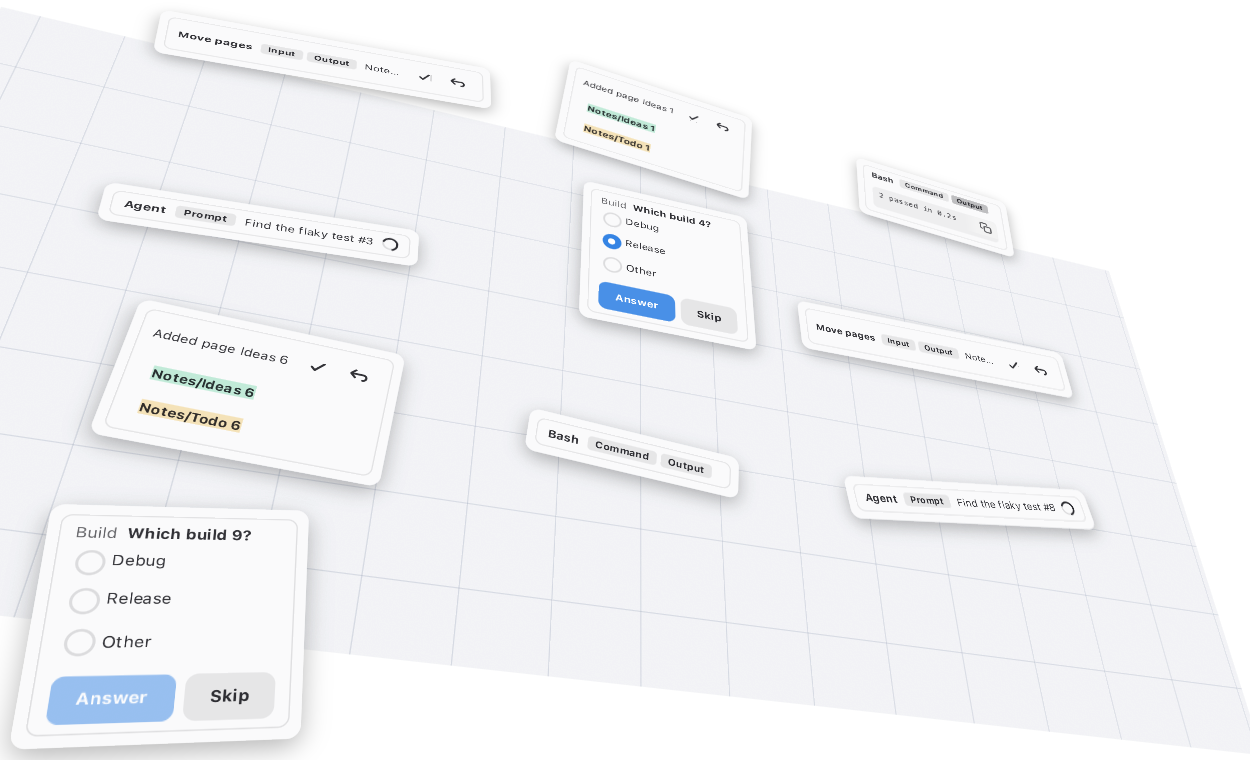 Move pages Input Output Note...
Added page Ideas 1
Notes/Ideas 1
Notes/Todo 1
Bash Command Output
2 passed in 0.2s
Agent Prompt Find the flaky test #3
Build Which build 4?
Debug
Release
Other
Answer Skip
Move pages Input Output Note...
Added page Ideas 6
Notes/Ideas 6
Notes/Todo 6
Bash Command Output
Agent Prompt Find the flaky test #8
Build Which build 9?
Debug
Release
Other
Answer Skip